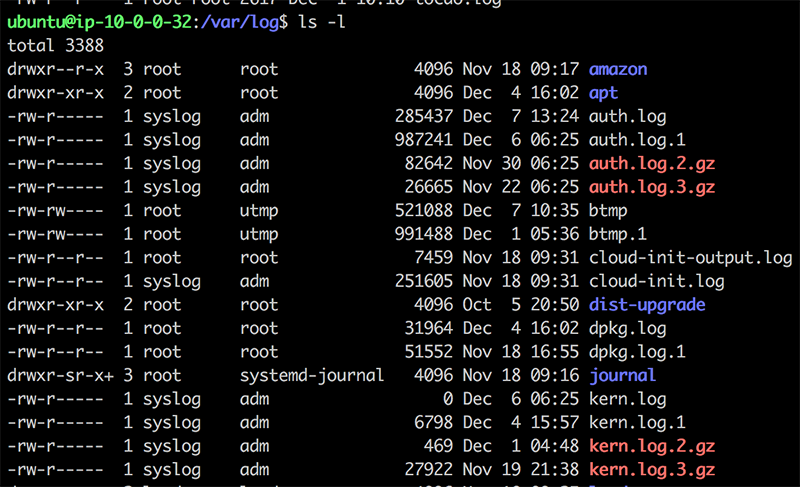 ubuntu@ip-10-0-0-32:/var/log$ ls -l
total 3388
drwxr--r-x 3 root root 4096 Nov 18 09:17 amazon
drwxr-xr-x 2 root root 4096 Dec 4 16:02 apt
-rw-r----- 1 syslog adm 285437 Dec 7 13:24 auth.log
-rw-r----- 1 syslog adm 987241 Dec 6 06:25 auth.log.1
-rw-r----- 1 syslog adm 82642 Nov 30 06:25 auth.log.2.gz
-rw-r----- 1 syslog adm 26665 Nov 22 06:25 auth.log.3.gz
-rw-rw---- 1 root utmp 521088 Dec 7 10:35 btmp
-rw-rw---- 1 root utmp 991488 Dec 1 05:36 btmp.1
-rw-r--r-- 1 root root 7459 Nov 18 09:31 cloud-init-output.log
-rw-r--r-- 1 syslog adm 251605 Nov 18 09:31 cloud-init.log
drwxr-xr-x 2 root root 4096 Oct 5 20:50 dist-upgrade
-rw-r--r-- 1 root root 31964 Dec 4 16:02 dpkg.log
-rw-r--r-- 1 root root 51552 Nov 18 16:55 dpkg.log.1
drwxr-sr-x+ 3 root systemd-journal 4096 Nov 18 09:16 journal
-rw-r----- 1 syslog adm 0 Dec 6 06:25 kern.log
-rw-r----- 1 syslog adm 6798 Dec 4 15:57 kern.log.1
-rw-r----- 1 syslog adm 469 Dec 1 04:48 kern.log.2.gz
-rw-r----- 1 syslog adm 27922 Nov 19 21:38 kern.log.3.gz